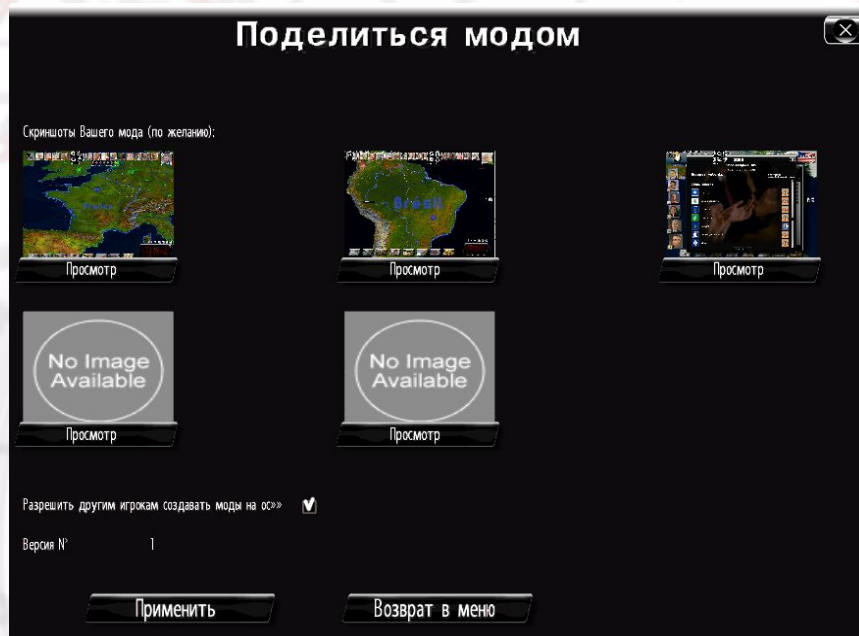 Поделиться модом
Скриншоты Вашего мода (по желанию):
Brésil
Просмотр Просмотр Просмотр
No Image
Available
No Image
Available
Просмотр Просмотр
Разрешить другим игрокам создавать моды на ос»»
Версия N° 1
Применить Возврат в меню